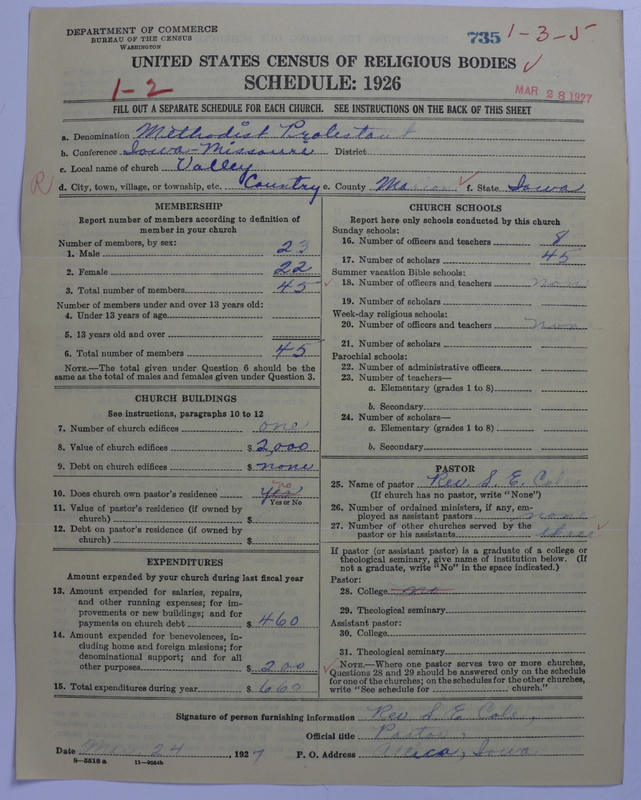 DEPARTMENT OF COMMERCE
BUREAU OF THE CENSUS
WASHINGTON
735 1-3-5
UNITED STATES CENSUS OF RELIGIOUS BODIES
1-2 SCHEDULE: 1926
MAR 28 1927
FILL OUT A SEPARATE SCHEDULE FOR EACH CHURCH. SEE INSTRUCTIONS ON THE BACK OF THIS SHEET
a. Denomination Methodist Protestant
b. Conference Iowa-Missouri District
c. Local name of church Valley
R d. City, town, village, or township, etc. Country e. County Marion f. State Iowa
MEMBERSHIP
Report number of members according to definition of
member in your church
Number of members, by sex:
1. Male 23
2. Female 22
3. Total number of members 45
Number of members under and over 13 years old:
4. Under 13 years of age
5. 13 years old and over
6. Total number of members 45
NOTE.—The total given under Question 6 should be
same as the total of males and females given under Question 3.
CHURCH BUILDINGS
See instructions, paragraphs 10 to 12
7. Number of church edifices one
8. Value of church edifices $ 2,000
9. Debt on church edifices $ none
no
10. Does church own pastor's residence yes
Yes or No
11. Value of pastor's residence (if owned by
church) $
12. Debt on pastor's residence (if owned by
church) $
EXPENDITURES
Amount expended by your church during last fiscal year
13. Amount expended for salaries, repairs,
and other running expenses; for im-
provements or new buildings; and for
payments on church debt $ 460
14. Amount expended for benevolences, in-
cluding home and foreign missions; for
denominational support; and for all
other purposes $ 200
15. Total expenditures during year $ 660
CHURCH SCHOOLS
Report here only schools conducted by this church
Sunday schools:
16. Number of officers and teachers 8
17. Number of scholars 45
Summer vacation Bible schools:
18. Number of officers and teachers none
19. Number of scholars
Week-day religious schools:
20. Number of officers and teachers none
21. Number of scholars
Parochial schools:
22. Number of administrative officers
23. Number of teachers—
a. Elementary (grades 1 to 8)
b. Secondary
24. Number of scholars—
a. Elementary (grades 1 to 8)
b. Secondary
PASTOR
25. Name of pastor Rev S. E. Cole
(If church has no pastor, write "None")
26. Number of ordained ministers, if any, em-
ployed as assistant pastors none
27. Number of other churches served by the
pastor or his assistants three
If pastor (or assistant pastor) is a graduate of a college or
theological seminary, give name of institution below. (If
not a graduate, write "No" in the space indicated.)
Pastor:
28. College no
29. Theological seminary
Assistant pastor:
30. College
31. Theological seminary
NOTE.—Where one pastor serves two or more churches,
Questions 28 and 29 should be answered only on the schedule
for one of the churches; on the schedules for the other churches,
write "See schedule for church."
Signature of person furnishing information Rev S. E. Cole,
Official title Pastor,
Date Mar 24 1927 P. O. Address Attica, Iowa
8-5518 a 11-9054b